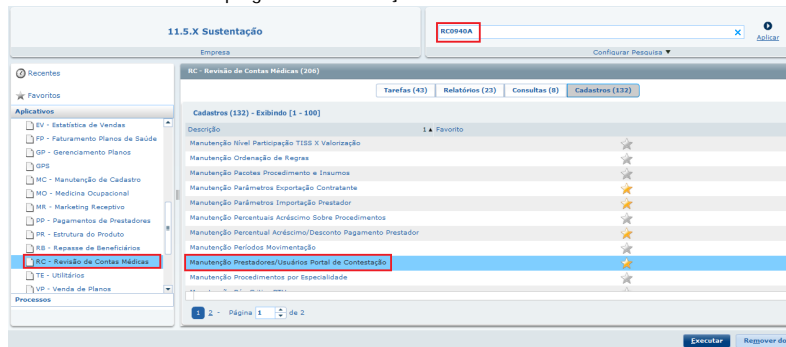 11.5.X Sustentação
Empresa
RC0940A
Aplicar
Configurar Pesquisa
Recentes
Favoritos
Aplicativos
EV - Estatística de Vendas
FP - Faturamento Planos de Saúde
GP - Gerenciamento Planos
GPS
MC - Manutenção de Cadastro
MO - Medicina Ocupacional
MR - Marketing Receptivo
PP - Pagamentos de Prestadores
PR - Estrutura do Produto
RB - Repasse de Beneficiários
RC - Revisão de Contas Médicas
TE - Utilitários
VP - Venda de Planos
Processos
RC - Revisão de Contas Médicas (206)
Tarefas (43) Relatórios (23) Consultas (8) Cadastros (132)
Cadastros (132) - Exibindo [1 - 100]
Descrição 1 Favorito
Manutenção Nível Participação TISS X Valorização
Manutenção Ordenação de Regras
Manutenção Pacotes Procedimento e Insumos
Manutenção Parâmetros Exportação Contratante
Manutenção Parâmetros Importação Prestador
Manutenção Percentuais Acréscimo Sobre Procedimentos
Manutenção Percentual Acréscimo/Desconto Pagamento Prestador
Manutenção Períodos Movimentação
Manutenção Prestadores/Usuários Portal de Contestação
Manutenção Procedimentos por Especialidade
1 2 - Página 1 de 2
Executar Remover do